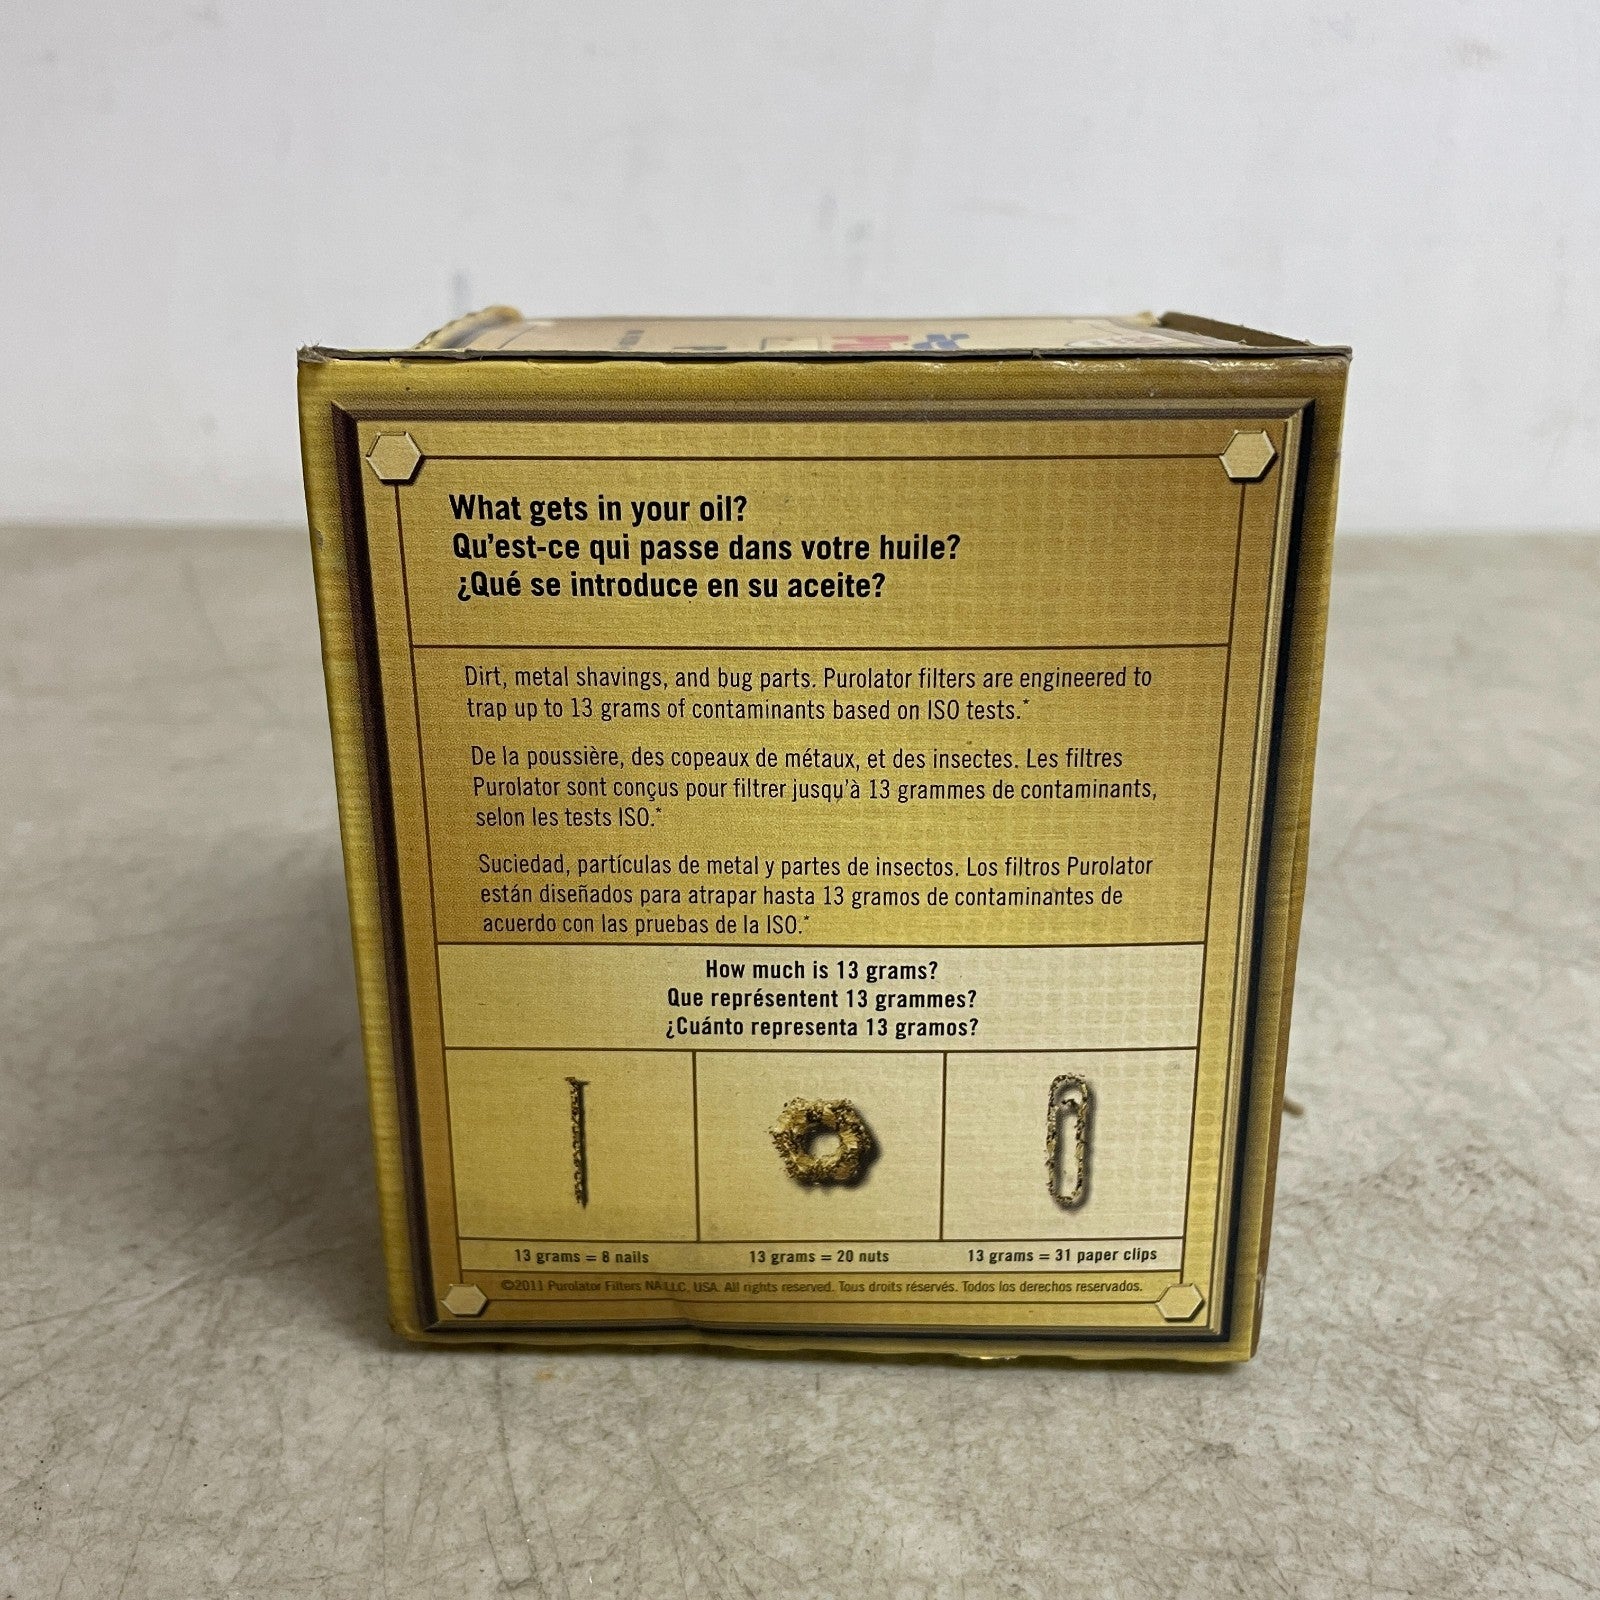 What gets in your oil?
Qu'est-ce qui passe dans votre huile?
¿Qué se introduce en su aceite?
Dirt, metal shavings, and bug parts. Purolator filters are engineered to
trap up to 13 grams of contaminants based on ISO tests.*
De la poussière, des copeaux de métaux, et des insectes. Les filtres
Purolator sont conçus pour filtrer jusqu'à 13 grammes de contaminants,
selon les tests ISO.*
Suciedad, partículas de metal y partes de insectos. Los filtros Purolator
están diseñados para atrapar hasta 13 gramos de contaminantes de
acuerdo con las pruebas de la ISO.*
How much is 13 grams?
Que représentent 13 grammes?
¿Cuánto representa 13 gramos?
13 grams = 8 nails
13 grams = 20 nuts
13 grams = 31 paper clips
©2011 Purolator Filters NA LLC, USA. All rights reserved. Tous droits réservés. Todos los derechos reservados.